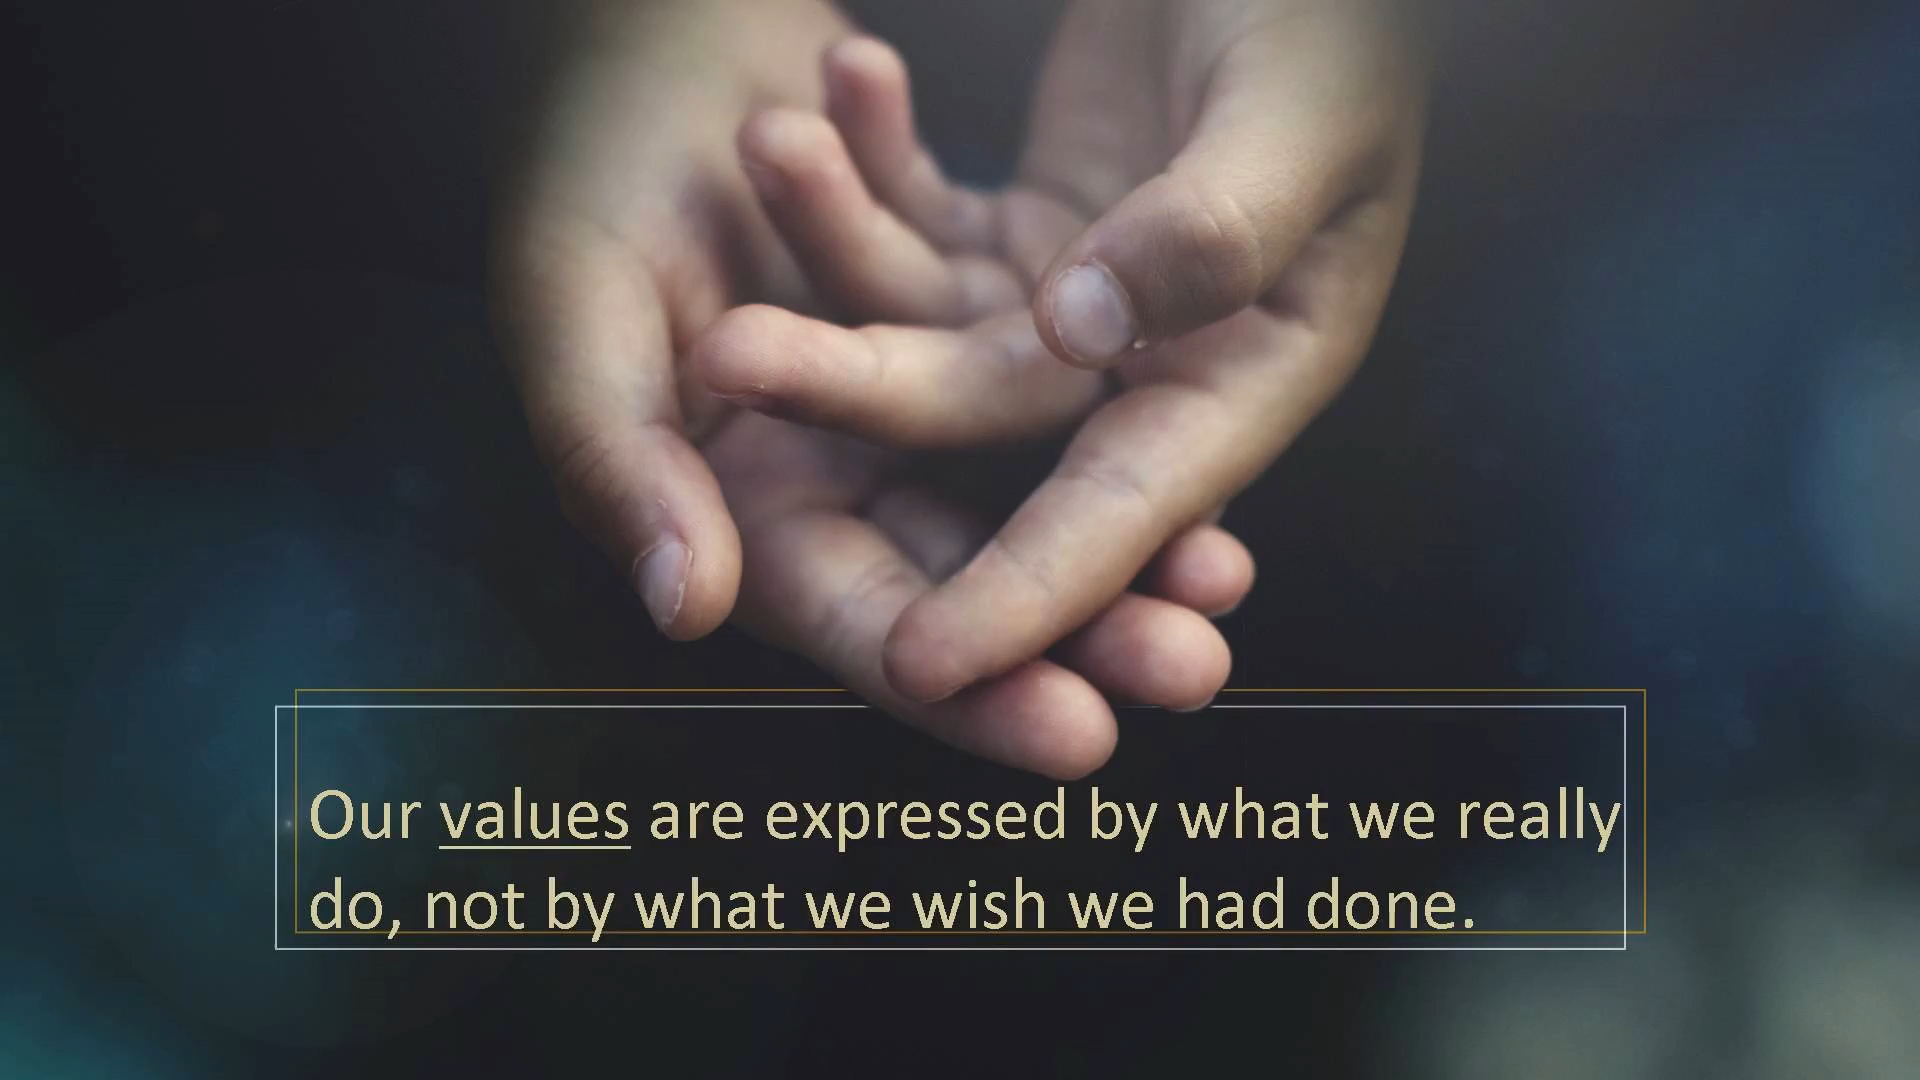 Our values are expressed by what we really
do, not by what we wish we had done.